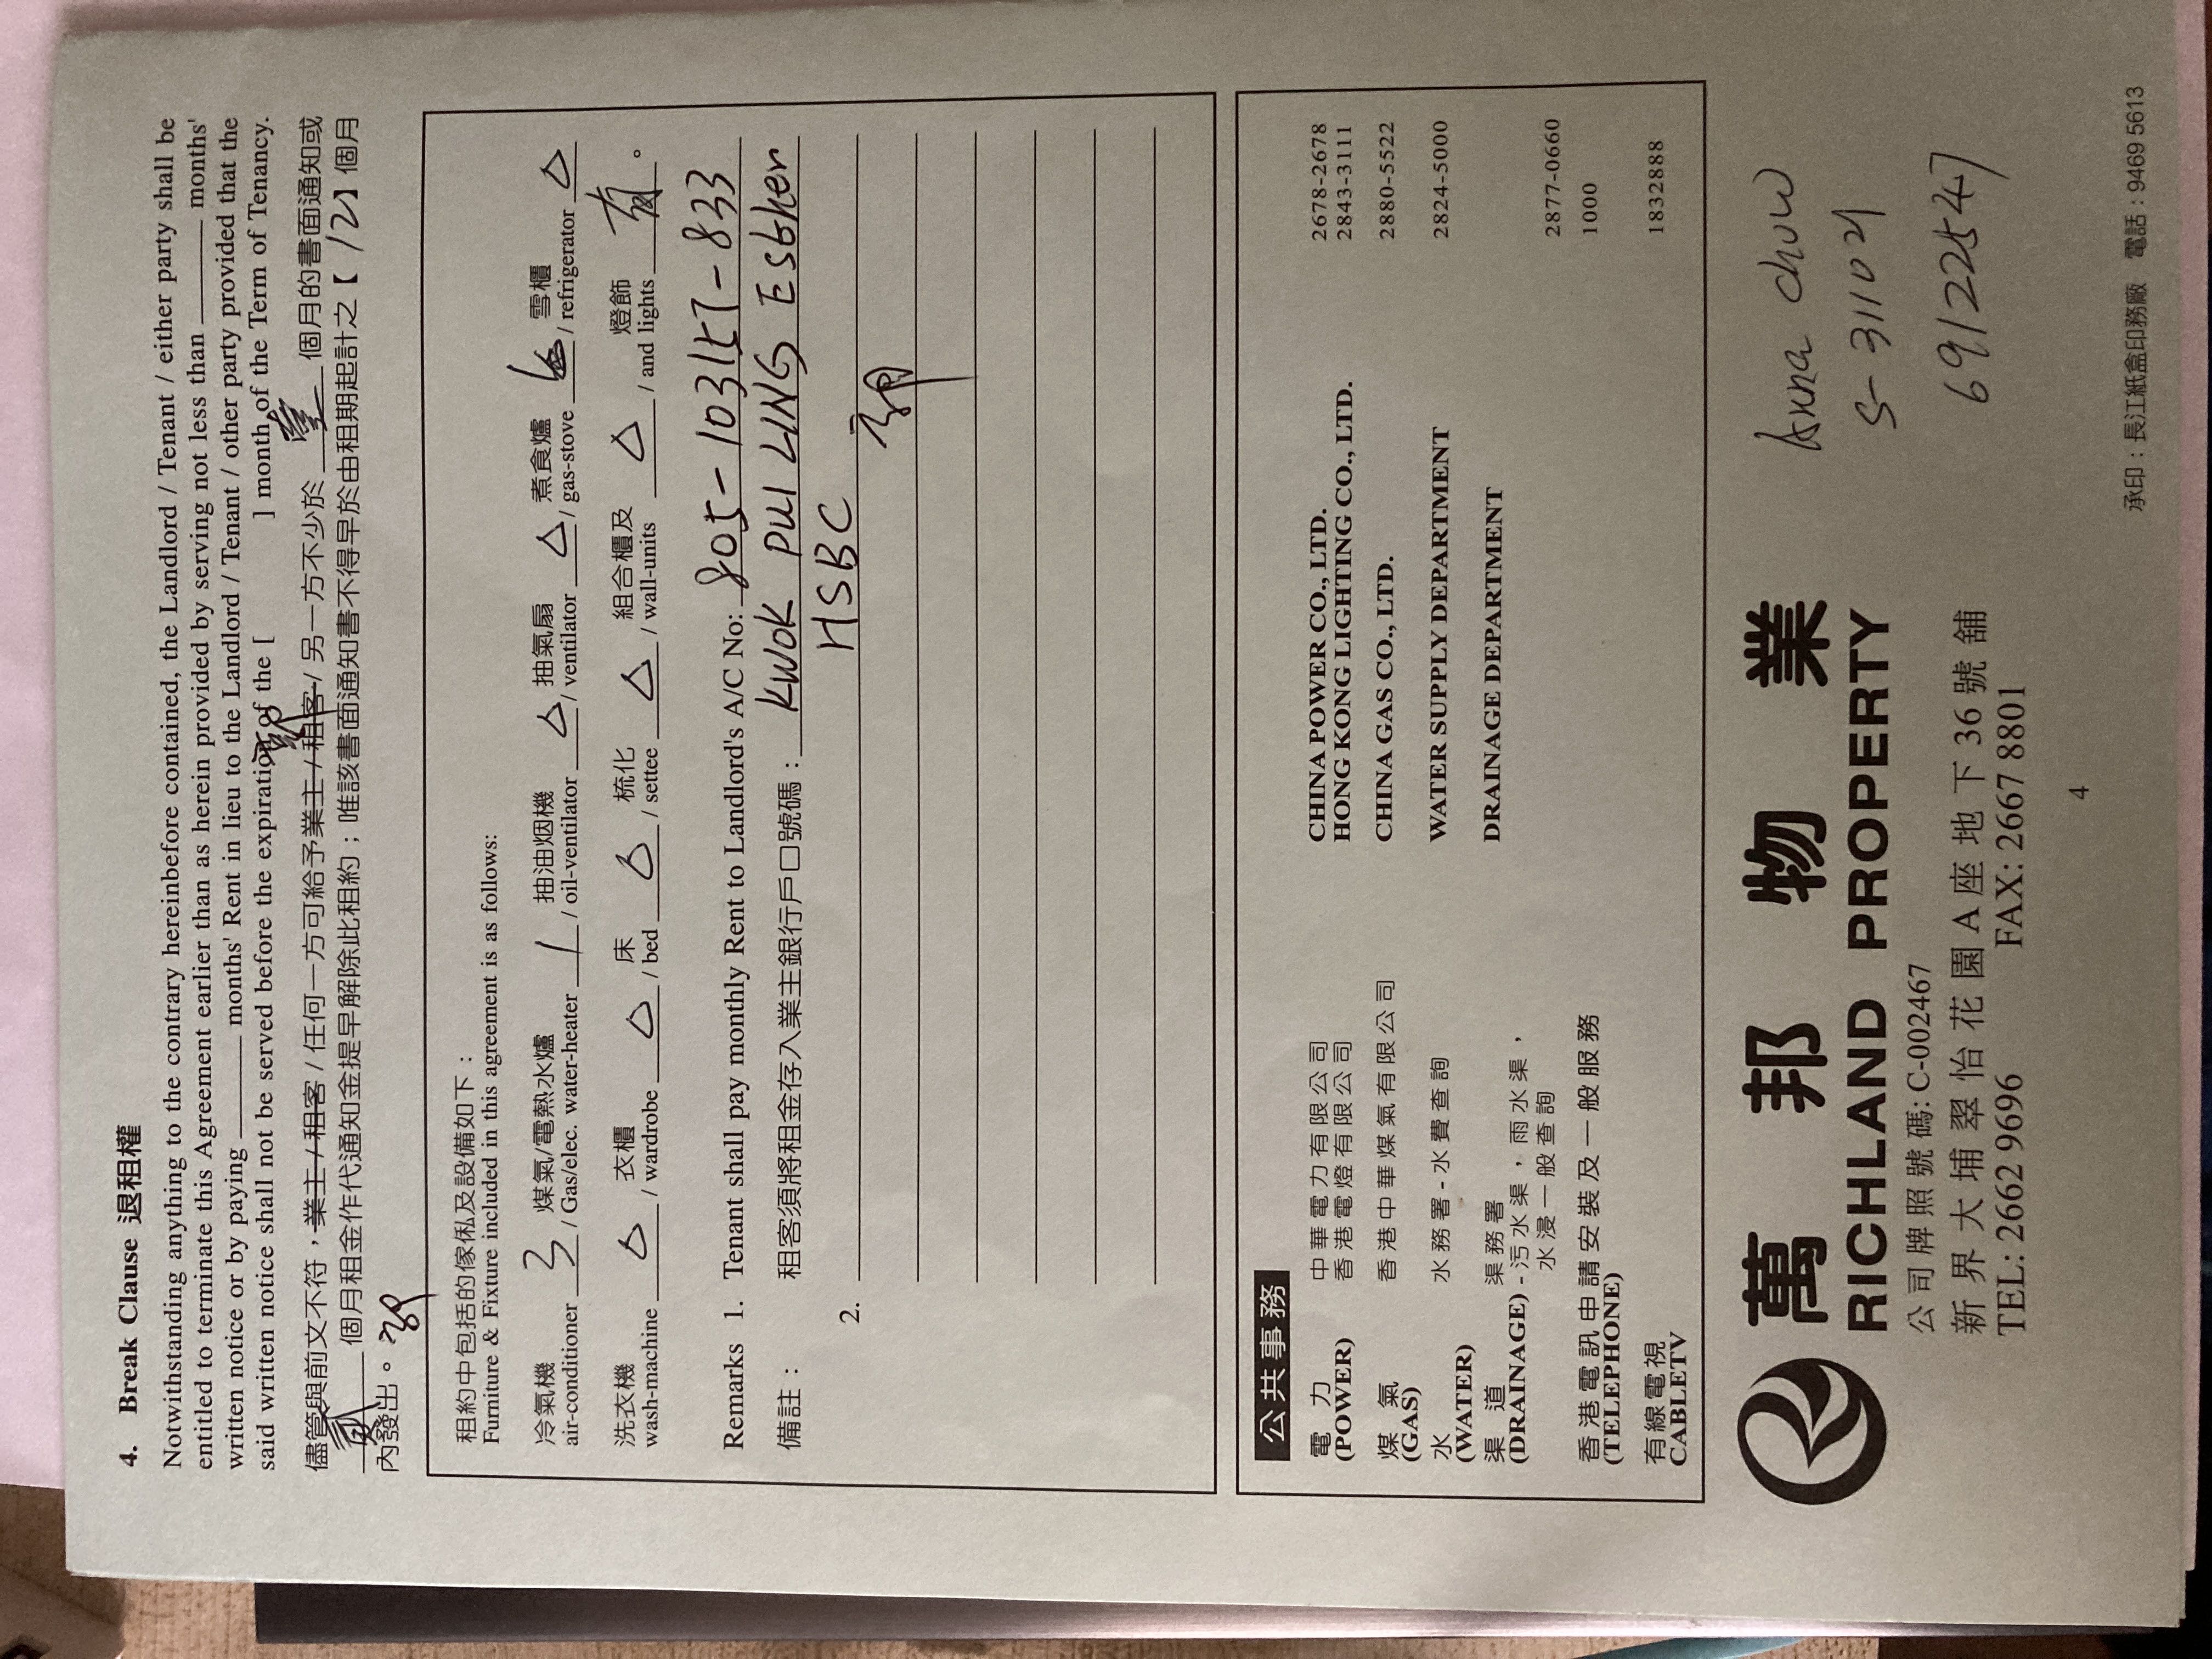 4. Break Clause 退租權
Notwithstanding anything to the contrary hereinbefore contained, the Landlord / Tenant / either party shall be
entitled to terminate this Agreement earlier than as herein provided by serving not less than ______ months'
written notice or by paying ______ months' Rent in lieu to the Landlord / Tenant / other party provided that the
said written notice shall not be served before the expiration of the [ ] month of the Term of Tenancy.
儘管與前文不符，業主/租客/任何一方可給予業主/租客/另一方不少於 個月的書面通知或
個月租金作代通知金提早解除此租約；唯該書面通知書不得早於由租期起計之【12】個月
內發出。
租約中包括的傢俬及設備如下：
Furniture & Fixture included in this agreement is as follows:
冷氣機 3 煤氣/電熱水爐 1 抽油烟機 △ 抽氣扇 △ 煮食爐 雪櫃 △
air-conditioner / Gas/elec. water-heater / oil-ventilator / ventilator / gas-stove / refrigerator
洗衣機 △ 衣櫃 △ 床 △ 梳化 △ 組合櫃及 △ 燈飾 有。
wash-machine / wardrobe / bed / settee / wall-units / and lights
Remarks 1. Tenant shall pay monthly Rent to Landlord's A/C No: 805-103157-833
備註： 租客須將租金存入業主銀行戶口號碼： KWOK PUI LING Esther
2. HSBC
公共事務
電力 中華電力有限公司 CHINA POWER CO., LTD. 2678-2678
(POWER) 香港電燈有限公司 HONG KONG LIGHTING CO., LTD. 2843-3111
煤氣 香港中華煤氣有限公司 CHINA GAS CO., LTD. 2880-5522
(GAS)
水 水務署-水費查詢 WATER SUPPLY DEPARTMENT 2824-5000
(WATER)
渠道 渠務署 DRAINAGE DEPARTMENT
(DRAINAGE) - 污水渠，雨水渠，
水浸一般查詢 2877-0660
香港電訊申請安裝及一般服務 1000
(TELEPHONE)
有線電視 1832888
CABLETV
萬邦物業
RICHLAND PROPERTY
公司牌照號碼: C-002467
新界大埔翠怡花園A座地下36號舖
TEL: 2662 9696 FAX: 2667 8801
Anna Chow
S-311021
69122547
4
承印：長江紙盒印務廠 電話：9469 5613